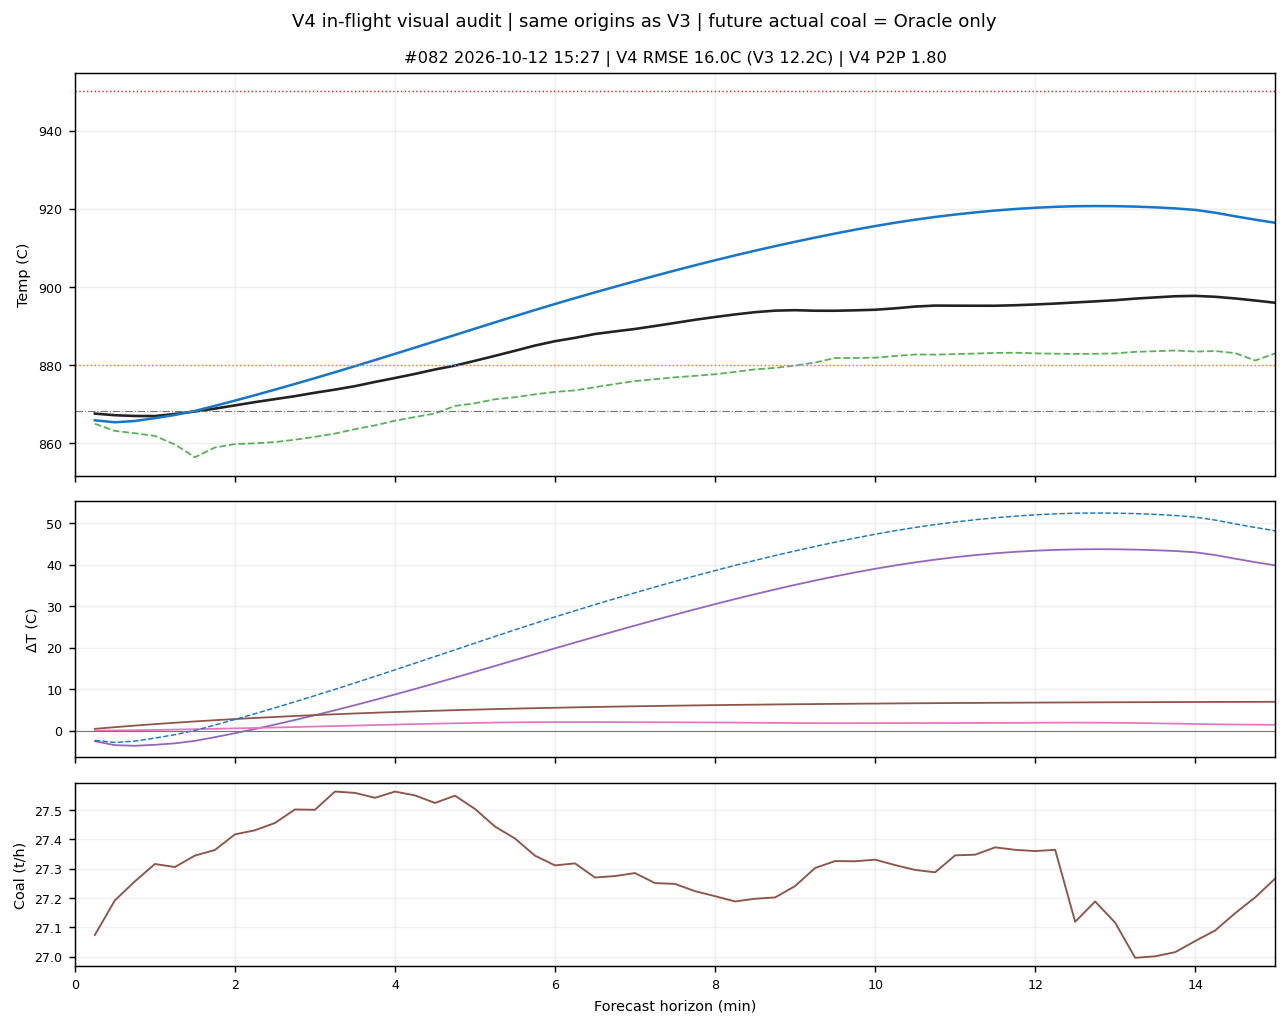 V4 in-flight visual audit | same origins as V3 | future actual coal = Oracle only
#082 2026-10-12 15:27 | V4 RMSE 16.0C (V3 12.2C) | V4 P2P 1.80
940
920
900
880
860
Temp (C)
50
40
30
20
10
0
ΔT (C)
27.5
27.4
27.3
27.2
27.1
27.0
Coal (t/h)
0 2 4 6 8 10 12 14
Forecast horizon (min)